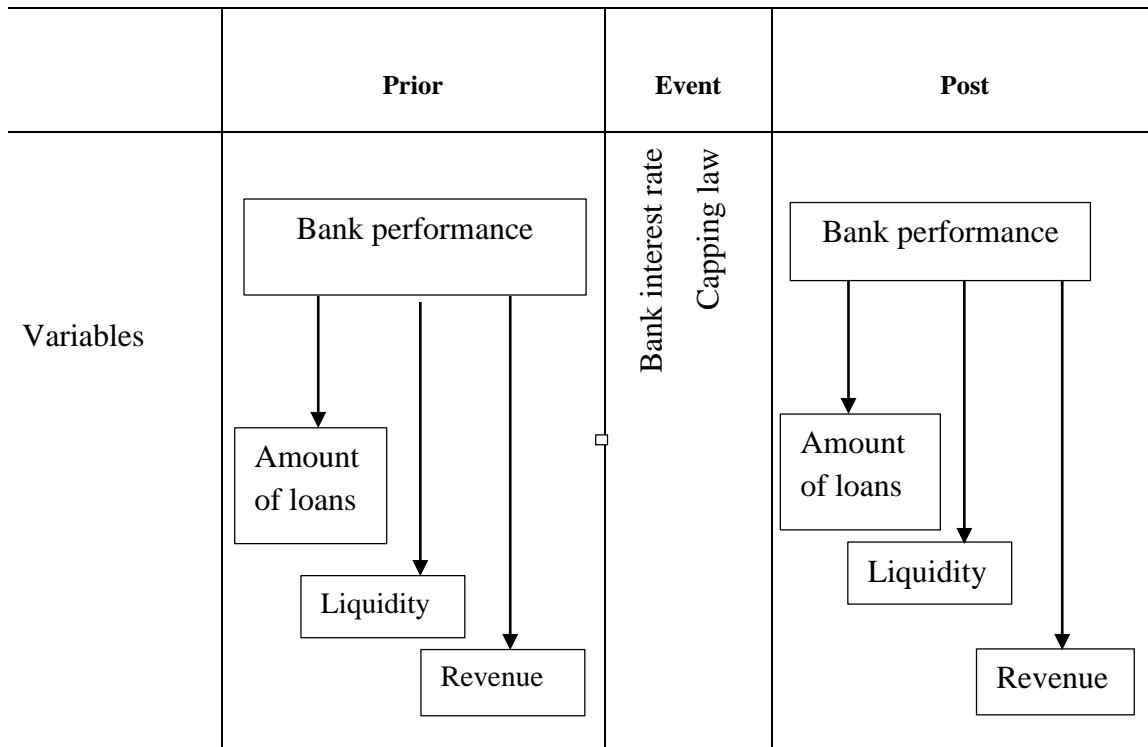 Prior
Event
Post
Variables
Bank performance
Amount
of loans
Liquidity
Revenue
Bank interest rate
Capping law
Bank performance
Amount
of loans
Liquidity
Revenue